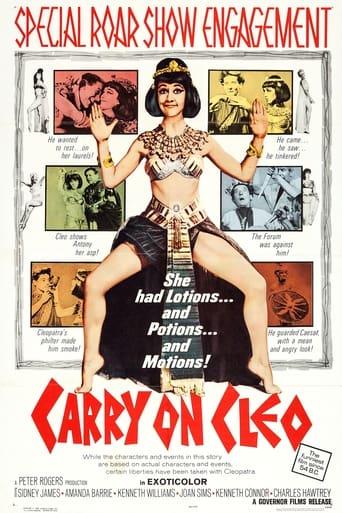 SPECIAL ROAR SHOW ENGAGEMENT
He wanted
to rest...on
her laurels!
He came...
he saw...
he tinkered!
Cleo shows
Antony
her asp!
The Forum
was against
him!
Cleopatra's
philter made
him smoke!
He guarded Caesar,
with a mean
and angry look!
She
had Lotions...
and
Potions...
and
Motions!
CARRY ON CLEO
The
funniest
film since
54 B.C.
While the characters and events in this story
are based on actual characters and events,
certain liberties have been taken with Cleopatra.
A PETER ROGERS PRODUCTION IN EXOTICOLOR
SIDNEY JAMES • AMANDA BARRIE • KENNETH WILLIAMS • JOAN SIMS • KENNETH CONNOR • CHARLES HAWTREY
A GOVERNOR FILMS RELEASE